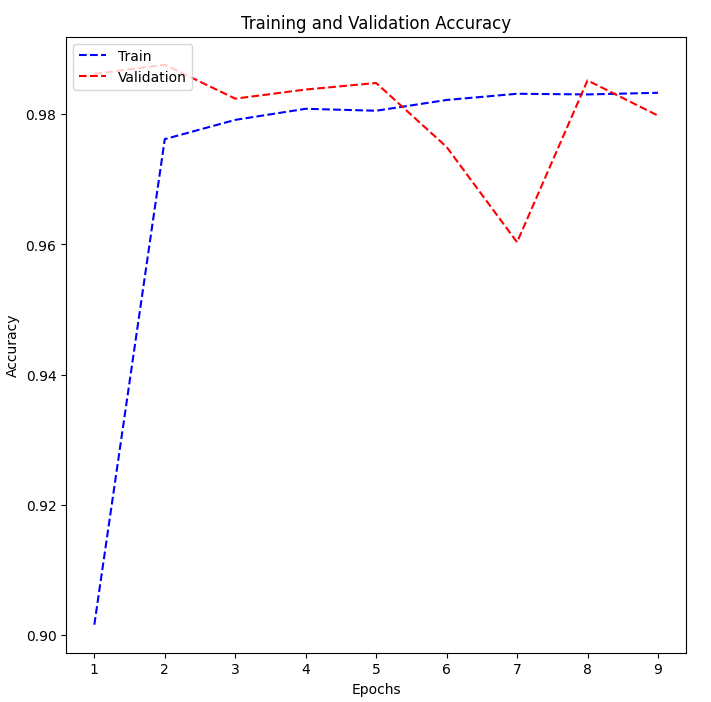 Training and Validation Accuracy
Train
Validation
0.98
0.96
0.94
0.92
0.90
Accuracy
1 2 3 4 5 6 7 8 9
Epochs